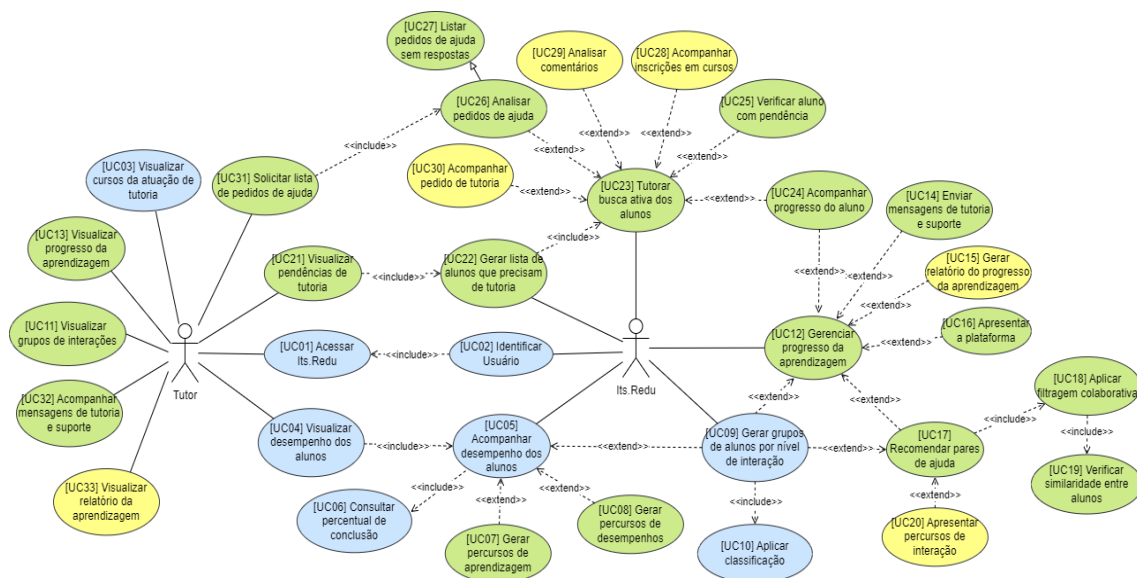 [UC27] Listar
pedidos de ajuda
sem respostas
[UC29] Analisar
comentários
[UC28] Acompanhar
inscrições em cursos
[UC26] Analisar
pedidos de ajuda
[UC25] Verificar aluno
com pendência
<<extend>>
<<extend>>
<<extend>>
<<extend>>
<<include>>
[UC03] Visualizar
cursos da atuação de
tutoria
[UC31] Solicitar lista
de pedidos de ajuda
[UC30] Acompanhar
pedido de tutoria
<<extend>>
[UC23] Tutorar
busca ativa dos
alunos
<<extend>>
[UC24] Acompanhar
progresso do aluno
[UC14] Enviar
mensagens de tutoria
e suporte
[UC13] Visualizar
progresso da
aprendizagem
<<include>>
[UC21] Visualizar
pendências de
tutoria
<<include>>
[UC22] Gerar lista de
alunos que precisam
de tutoria
<<extend>>
<<extend>>
[UC15] Gerar
relatório do progresso
da aprendizagem
<<extend>>
[UC11] Visualizar
grupos de interações
[UC16] Apresentar
a plataforma
<<extend>>
[UC12] Gerenciar
progresso da
aprendizagem
[UC01] Acessar
Its.Redu
<<include>>
[UC02] Identificar
Usuário
Tutor
Its.Redu
[UC32] Acompanhar
mensagens de tutoria
e suporte
[UC18] Aplicar
filtragem colaborativa
<<extend>>
<<extend>>
<<include>>
[UC04] Visualizar
desempenho dos
alunos
<<include>>
[UC05]
Acompanhar
desempenho dos
alunos
<<extend>>
[UC09] Gerar grupos
de alunos por nível
de interação
<<extend>>
[UC17]
Recomendar pares
de ajuda
<<include>>
[UC19] Verificar
similaridade entre
alunos
[UC33] Visualizar
relatório da
aprendizagem
<<include>>
<<extend>>
<<extend>>
<<include>>
<<extend>>
[UC06] Consultar
percentual de
conclusão
[UC08] Gerar
percursos de
desempenhos
[UC07] Gerar
percursos de
aprendizagem
[UC10] Aplicar
classificação
[UC20] Apresentar
percursos de
interação